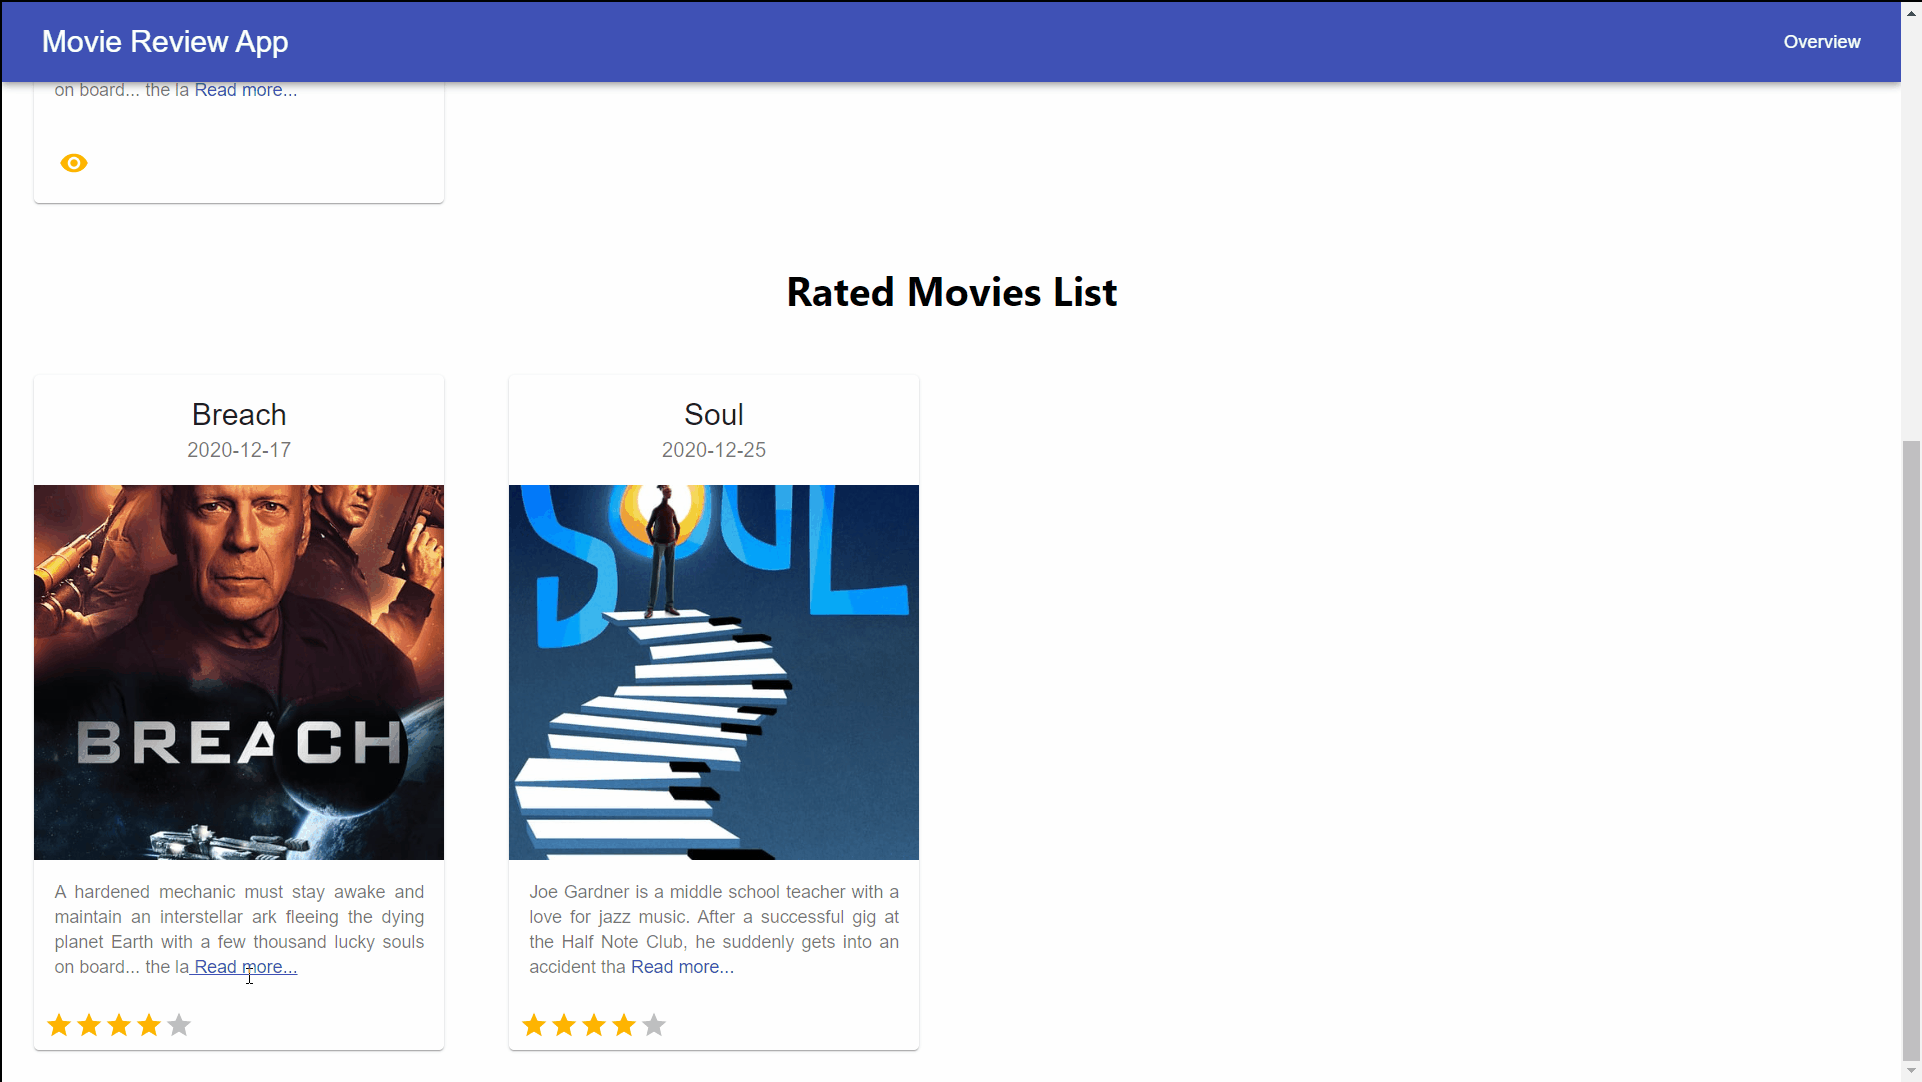 Movie Review App
Overview
on board... the la Read more...
Rated Movies List
Breach
2020-12-17
BREACH
A hardened mechanic must stay awake and
maintain an interstellar ark fleeing the dying
planet Earth with a few thousand lucky souls
on board... the la Read more...
Soul
2020-12-25
SOUL
Joe Gardner is a middle school teacher with a
love for jazz music. After a successful gig at
the Half Note Club, he suddenly gets into an
accident tha Read more...